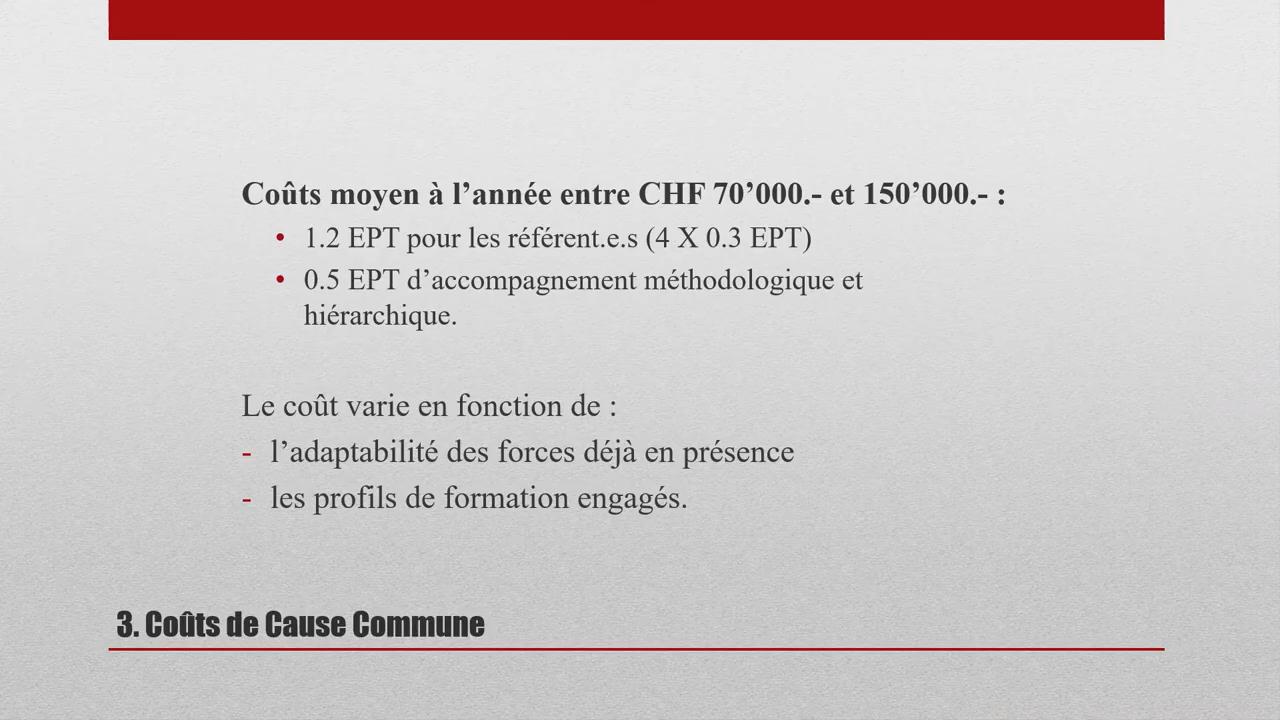 Coûts moyen à l’année entre CHF 70’000.- et 150’000.- :
• 1.2 EPT pour les référent.e.s (4 X 0.3 EPT)
• 0.5 EPT d’accompagnement méthodologique et
hiérarchique.
Le coût varie en fonction de :
- l’adaptabilité des forces déjà en présence
- les profils de formation engagés.
3. Coûts de Cause Commune